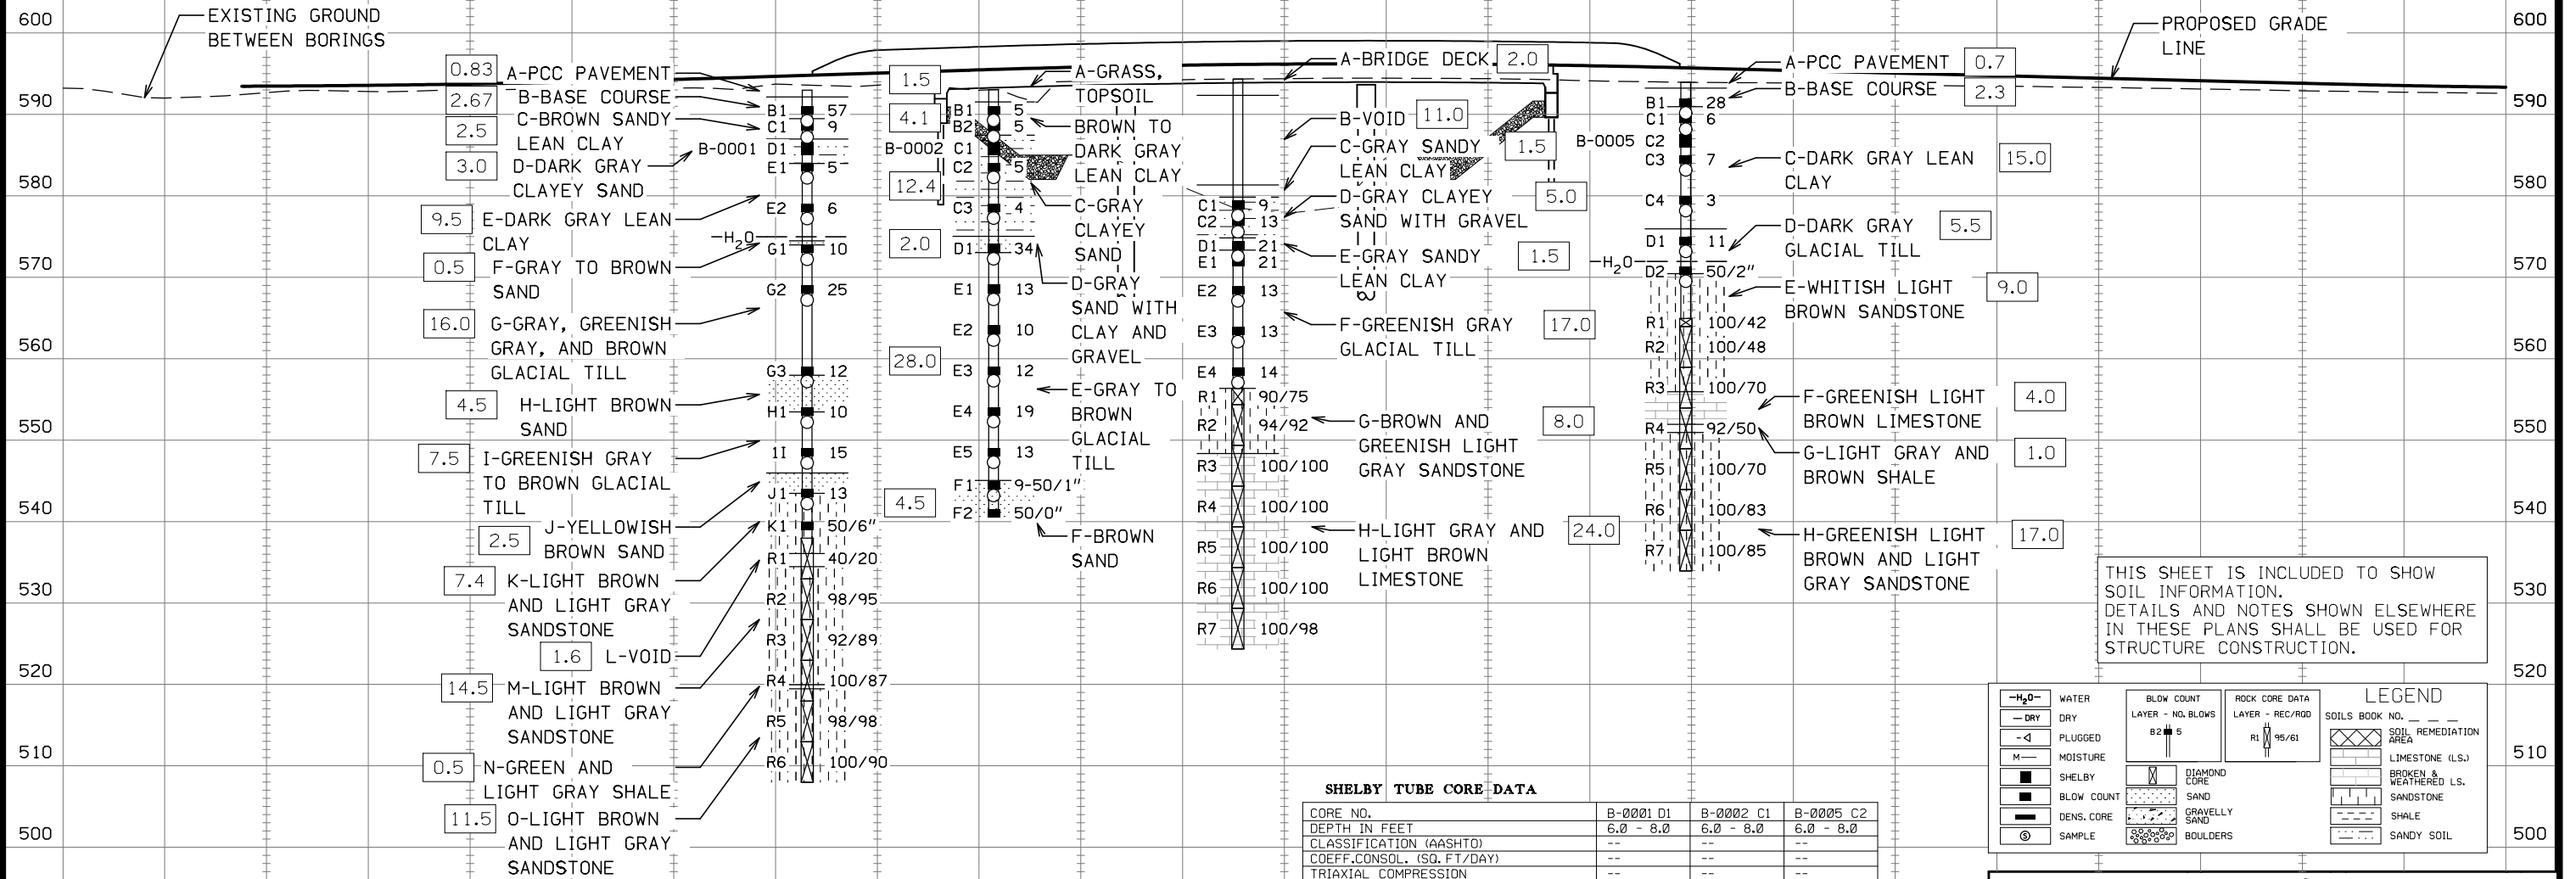 600
EXISTING GROUND
BETWEEN BORINGS
PROPOSED GRADE
LINE
600
590
0.83 A-PCC PAVEMENT
2.67 B-BASE COURSE
2.5 C-BROWN SANDY
LEAN CLAY
3.0 D-DARK GRAY
CLAYEY SAND
580
9.5 E-DARK GRAY LEAN
CLAY
0.5 F-GRAY TO BROWN
SAND
570
16.0 G-GRAY, GREENISH
GRAY, AND BROWN
GLACIAL TILL
560
4.5 H-LIGHT BROWN
SAND
550
7.5 I-GREENISH GRAY
TO BROWN GLACIAL
TILL
540
2.5 J-YELLOWISH
BROWN SAND
7.4 K-LIGHT BROWN
AND LIGHT GRAY
SANDSTONE
530
1.6 L-VOID
520
14.5 M-LIGHT BROWN
AND LIGHT GRAY
SANDSTONE
510
0.5 N-GREEN AND
LIGHT GRAY SHALE
11.5 O-LIGHT BROWN
AND LIGHT GRAY
SANDSTONE
500
B-0001
B1 57
C1 9
D1
E1 5
E2 6
H2O
G1 10
G2 25
G3 12
H1 10
1I 15
J1 13
K1 50/6"
R1 40/20
R2 98/95
R3 92/89
R4 100/87
R5 98/98
R6 100/90
1.5
4.1
12.4
2.0
28.0
4.5
B-0002
B1 5
B2 5
C1
C2 5
C3 4
D1 34
E1 13
E2 10
E3 12
E4 19
E5 13
F1 9-50/1"
F2 50/0"
A-GRASS,
TOPSOIL
BROWN TO
DARK GRAY
LEAN CLAY
C-GRAY
CLAYEY
SAND
D-GRAY
SAND WITH
CLAY AND
GRAVEL
E-GRAY TO
BROWN
GLACIAL
TILL
F-BROWN
SAND
C1 9
C2 13
D1 21
E1 21
E2 13
E3 13
E4 14
R1 90/75
R2 94/92
R3 100/100
R4 100/100
R5 100/100
R6 100/100
R7 100/98
A-BRIDGE DECK 2.0
B-VOID 11.0
C-GRAY SANDY 1.5
LEAN CLAY
D-GRAY CLAYEY 5.0
SAND WITH GRAVEL
E-GRAY SANDY 1.5
LEAN CLAY
F-GREENISH GRAY 17.0
GLACIAL TILL
G-BROWN AND 8.0
GREENISH LIGHT
GRAY SANDSTONE
H-LIGHT GRAY AND 24.0
LIGHT BROWN
LIMESTONE
B-0005
B1 28
C1 6
C2
C3 7
C4 3
D1 11
H2O
D2 50/2"
R1 100/42
R2 100/48
R3 100/70
R4 92/50
R5 100/70
R6 100/83
R7 100/85
A-PCC PAVEMENT 0.7
B-BASE COURSE 2.3
C-DARK GRAY LEAN 15.0
CLAY
D-DARK GRAY 5.5
GLACIAL TILL
E-WHITISH LIGHT 9.0
BROWN SANDSTONE
F-GREENISH LIGHT 4.0
BROWN LIMESTONE
G-LIGHT GRAY AND 1.0
BROWN SHALE
H-GREENISH LIGHT 17.0
BROWN AND LIGHT
GRAY SANDSTONE
590
580
570
560
550
540
530
520
510
500
THIS SHEET IS INCLUDED TO SHOW
SOIL INFORMATION.
DETAILS AND NOTES SHOWN ELSEWHERE
IN THESE PLANS SHALL BE USED FOR
STRUCTURE CONSTRUCTION.
SHELBY TUBE CORE DATA
CORE NO. B-0001 D1 B-0002 C1 B-0005 C2
DEPTH IN FEET 6.0 - 8.0 6.0 - 8.0 6.0 - 8.0
CLASSIFICATION (AASHTO) -- -- --
COEFF.CONSOL. (SQ.FT/DAY) -- -- --
TRIAXIAL COMPRESSION -- -- --
LEGEND
H2O WATER
DRY DRY
PLUGGED
M MOISTURE
SHELBY
BLOW COUNT
DENS.CORE
S SAMPLE
BLOW COUNT
LAYER - NO. BLOWS
B2 5
ROCK CORE DATA
LAYER - REC/RQD
R1 95/61
DIAMOND
CORE
SAND
GRAVELLY
SAND
BOULDERS
SOILS BOOK NO. _ _ _
SOIL REMEDIATION
AREA
LIMESTONE (LS.)
BROKEN &
WEATHERED LS.
SANDSTONE
SHALE
SANDY SOIL